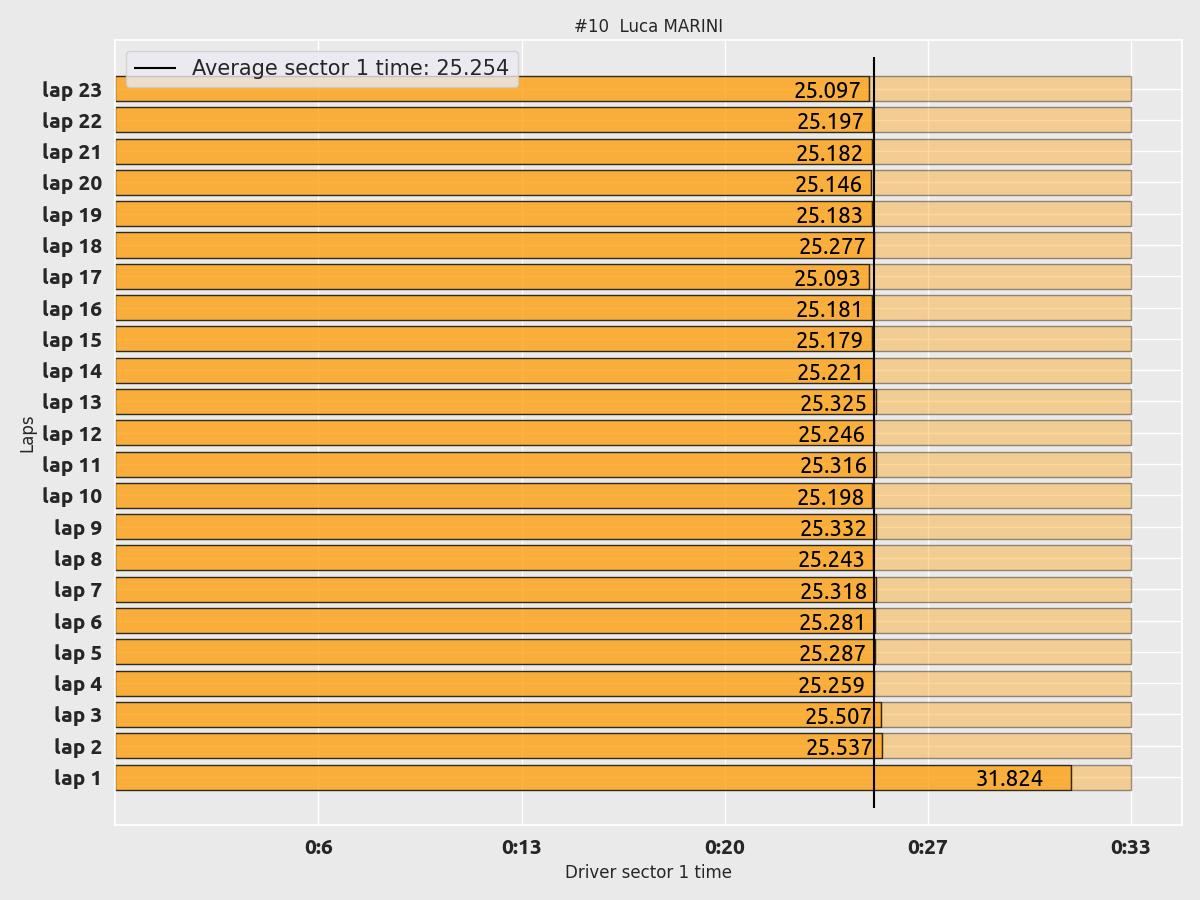 #10 Luca MARINI
Average sector 1 time: 25.254
lap 23 25.097
lap 22 25.197
lap 21 25.182
lap 20 25.146
lap 19 25.183
lap 18 25.277
lap 17 25.093
lap 16 25.181
lap 15 25.179
lap 14 25.221
lap 13 25.325
lap 12 25.246
lap 11 25.316
lap 10 25.198
lap 9 25.332
lap 8 25.243
lap 7 25.318
lap 6 25.281
lap 5 25.287
lap 4 25.259
lap 3 25.507
lap 2 25.537
lap 1 31.824
Laps
0:6 0:13 0:20 0:27 0:33
Driver sector 1 time